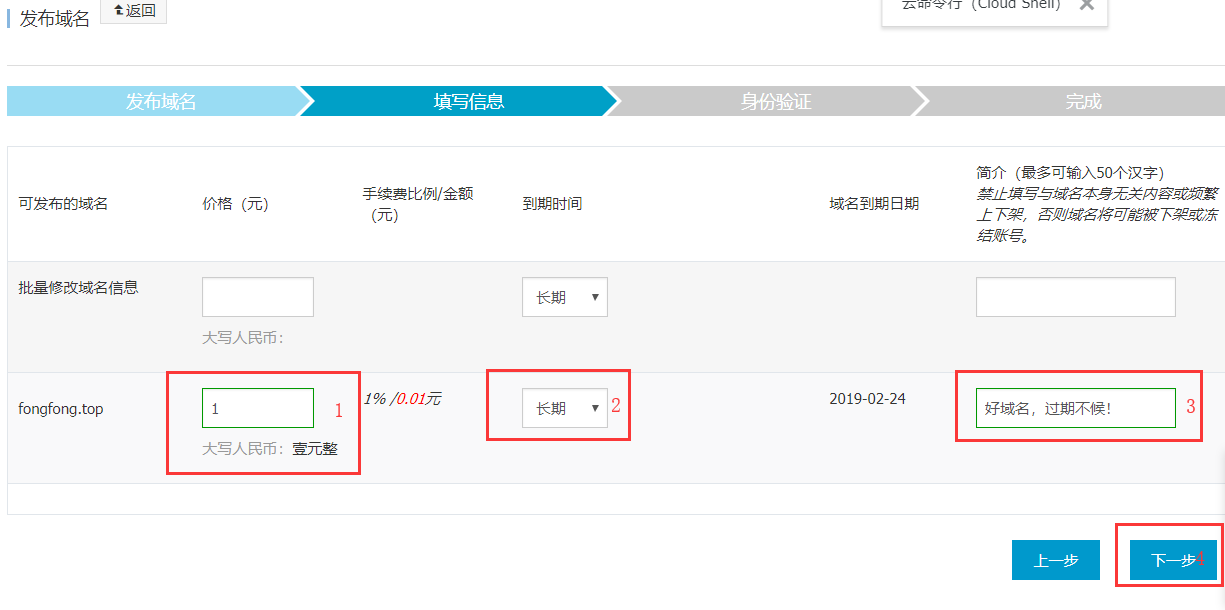 发布域名
返回
云命令行（Cloud Shell）
发布域名
填写信息
身份验证
完成
可发布的域名
价格（元）
手续费比例/金额
（元）
到期时间
域名到期日期
简介（最多可输入50个汉字）
禁止填写与域名本身无关内容或频繁
上下架，否则域名将可能被下架或冻
结账号。
批量修改域名信息
长期
大写人民币：
fongfong.top
1
1
1% /0.01元
长期
2
2019-02-24
好域名，过期不候！
3
大写人民币：壹元整
上一步
下一步
4